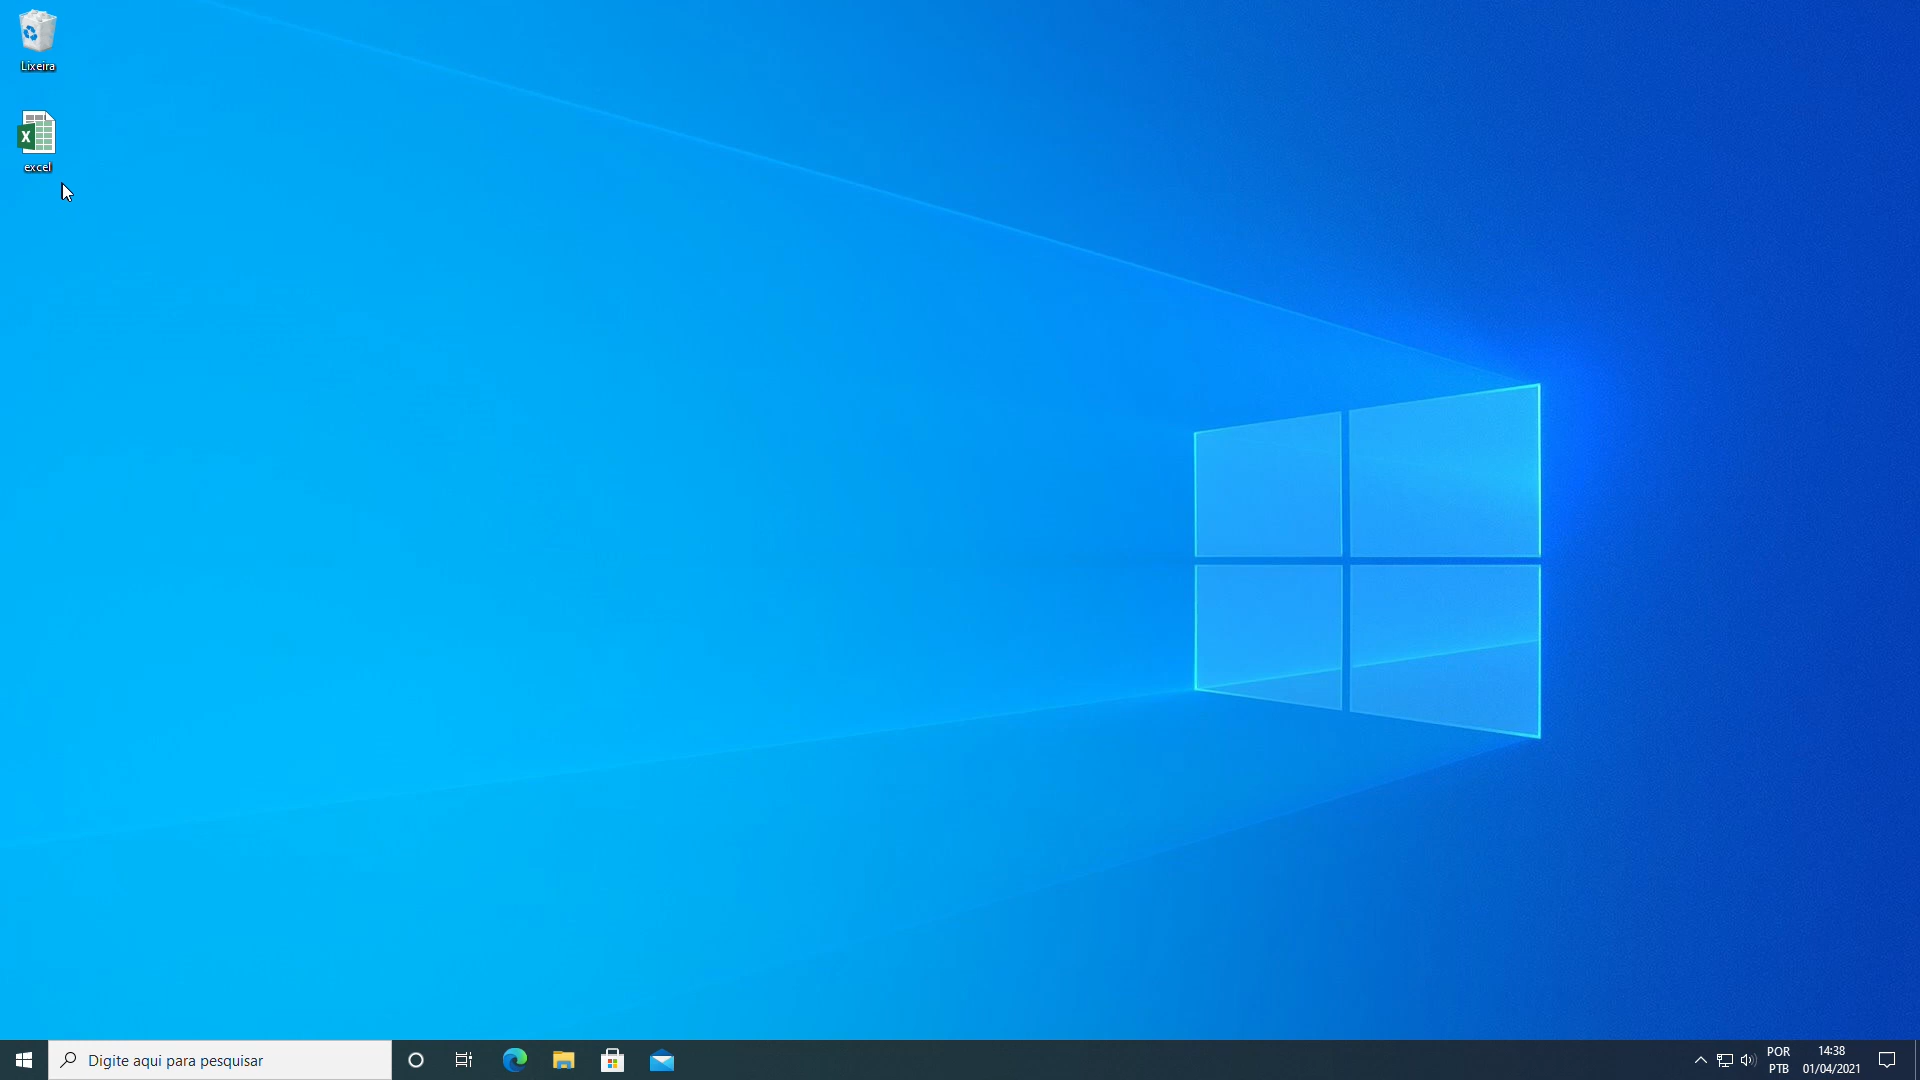 Lixeira
excel
Digite aqui para pesquisar
POR
PTB
14:38
01/04/2021